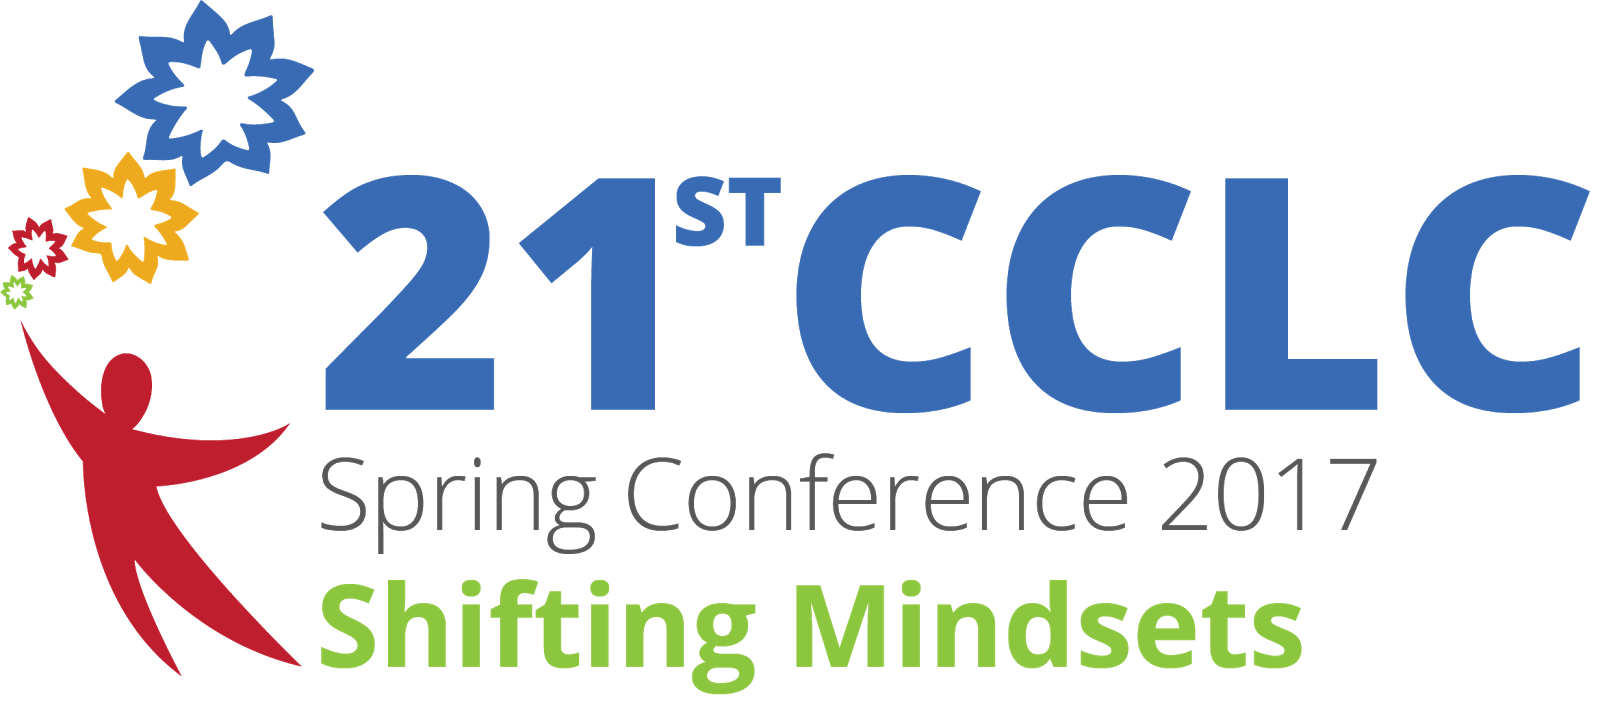 21ST CCLC
Spring Conference 2017
Shifting Mindsets